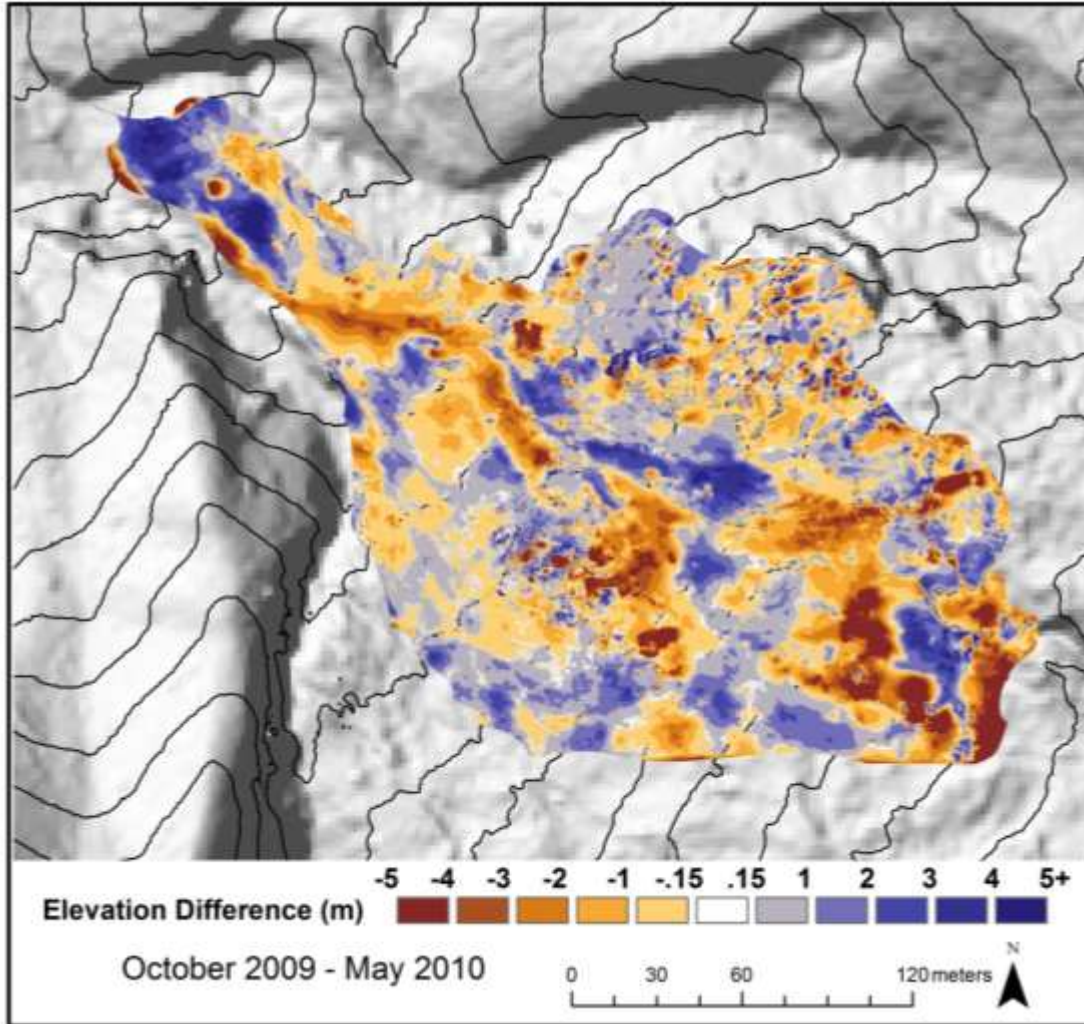 -5 -4 -3 -2 -1 -.15 .15 1 2 3 4 5+
Elevation Difference (m)
October 2009 - May 2010
0 30 60 120 meters
N